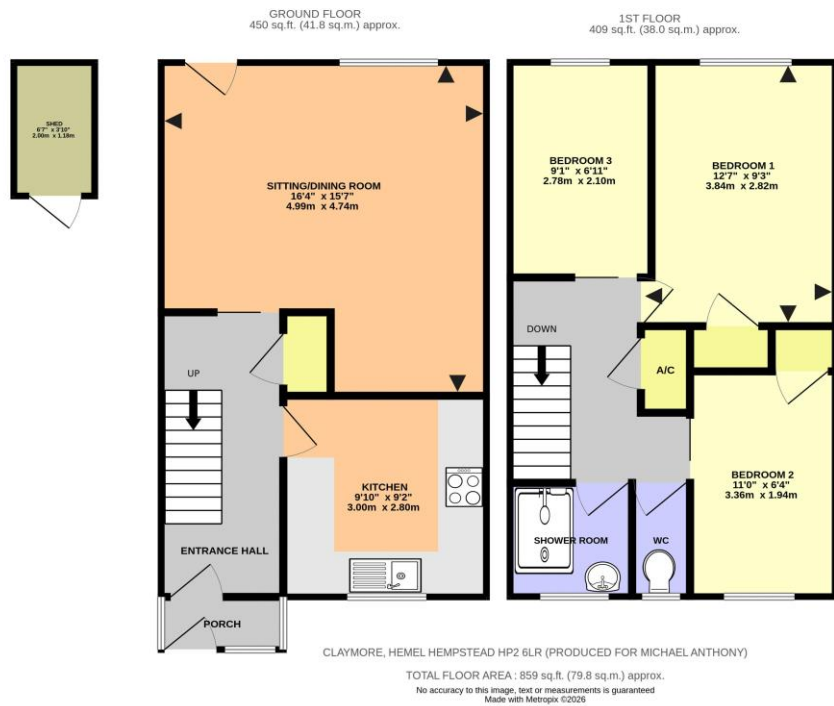 GROUND FLOOR
450 sq.ft. (41.8 sq.m.) approx.
1ST FLOOR
409 sq.ft. (38.0 sq.m.) approx.
SHED
6'7" x 3'10"
2.00m x 1.18m
SITTING/DINING ROOM
16'4" x 15'7"
4.99m x 4.74m
UP
KITCHEN
9'10" x 9'2"
3.00m x 2.80m
ENTRANCE HALL
PORCH
BEDROOM 3
9'1" x 6'11"
2.78m x 2.10m
BEDROOM 1
12'7" x 9'3"
3.84m x 2.82m
DOWN
A/C
BEDROOM 2
11'0" x 6'4"
3.36m x 1.94m
SHOWER ROOM
WC
CLAYMORE, HEMEL HEMPSTEAD HP2 6LR (PRODUCED FOR MICHAEL ANTHONY)
TOTAL FLOOR AREA : 859 sq.ft. (79.8 sq.m.) approx.
No accuracy to this image, text or measurements is guaranteed
Made with Metropix ©2026